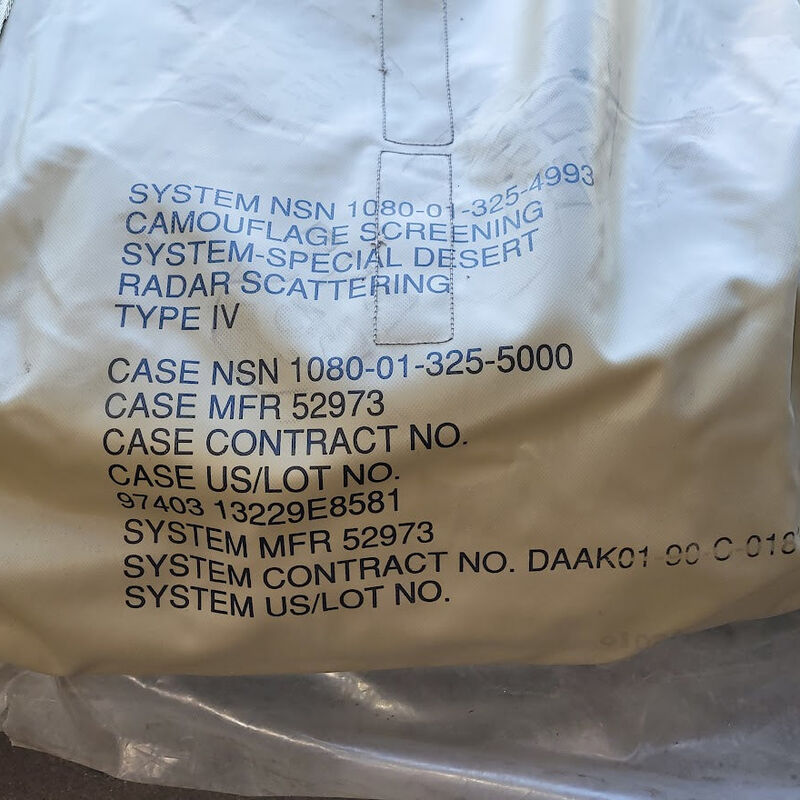 SYSTEM NSN 1080-01-325-4993
CAMOUFLAGE SCREENING
SYSTEM-SPECIAL DESERT
RADAR SCATTERING
TYPE IV
CASE NSN 1080-01-325-5000
CASE MFR 52973
CASE CONTRACT NO.
CASE US/LOT NO.
97403 13229E8581
SYSTEM MFR 52973
SYSTEM CONTRACT NO. DAAK01-90-C-018
SYSTEM US/LOT NO.